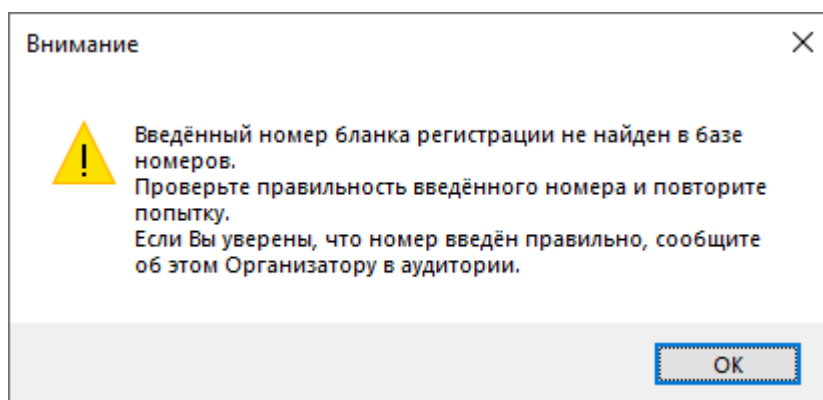 Внимание
Введённый номер бланка регистрации не найден в базе
номеров.
Проверьте правильность введённого номера и повторите
попытку.
Если Вы уверены, что номер введён правильно, сообщите
об этом Организатору в аудитории.
ОК